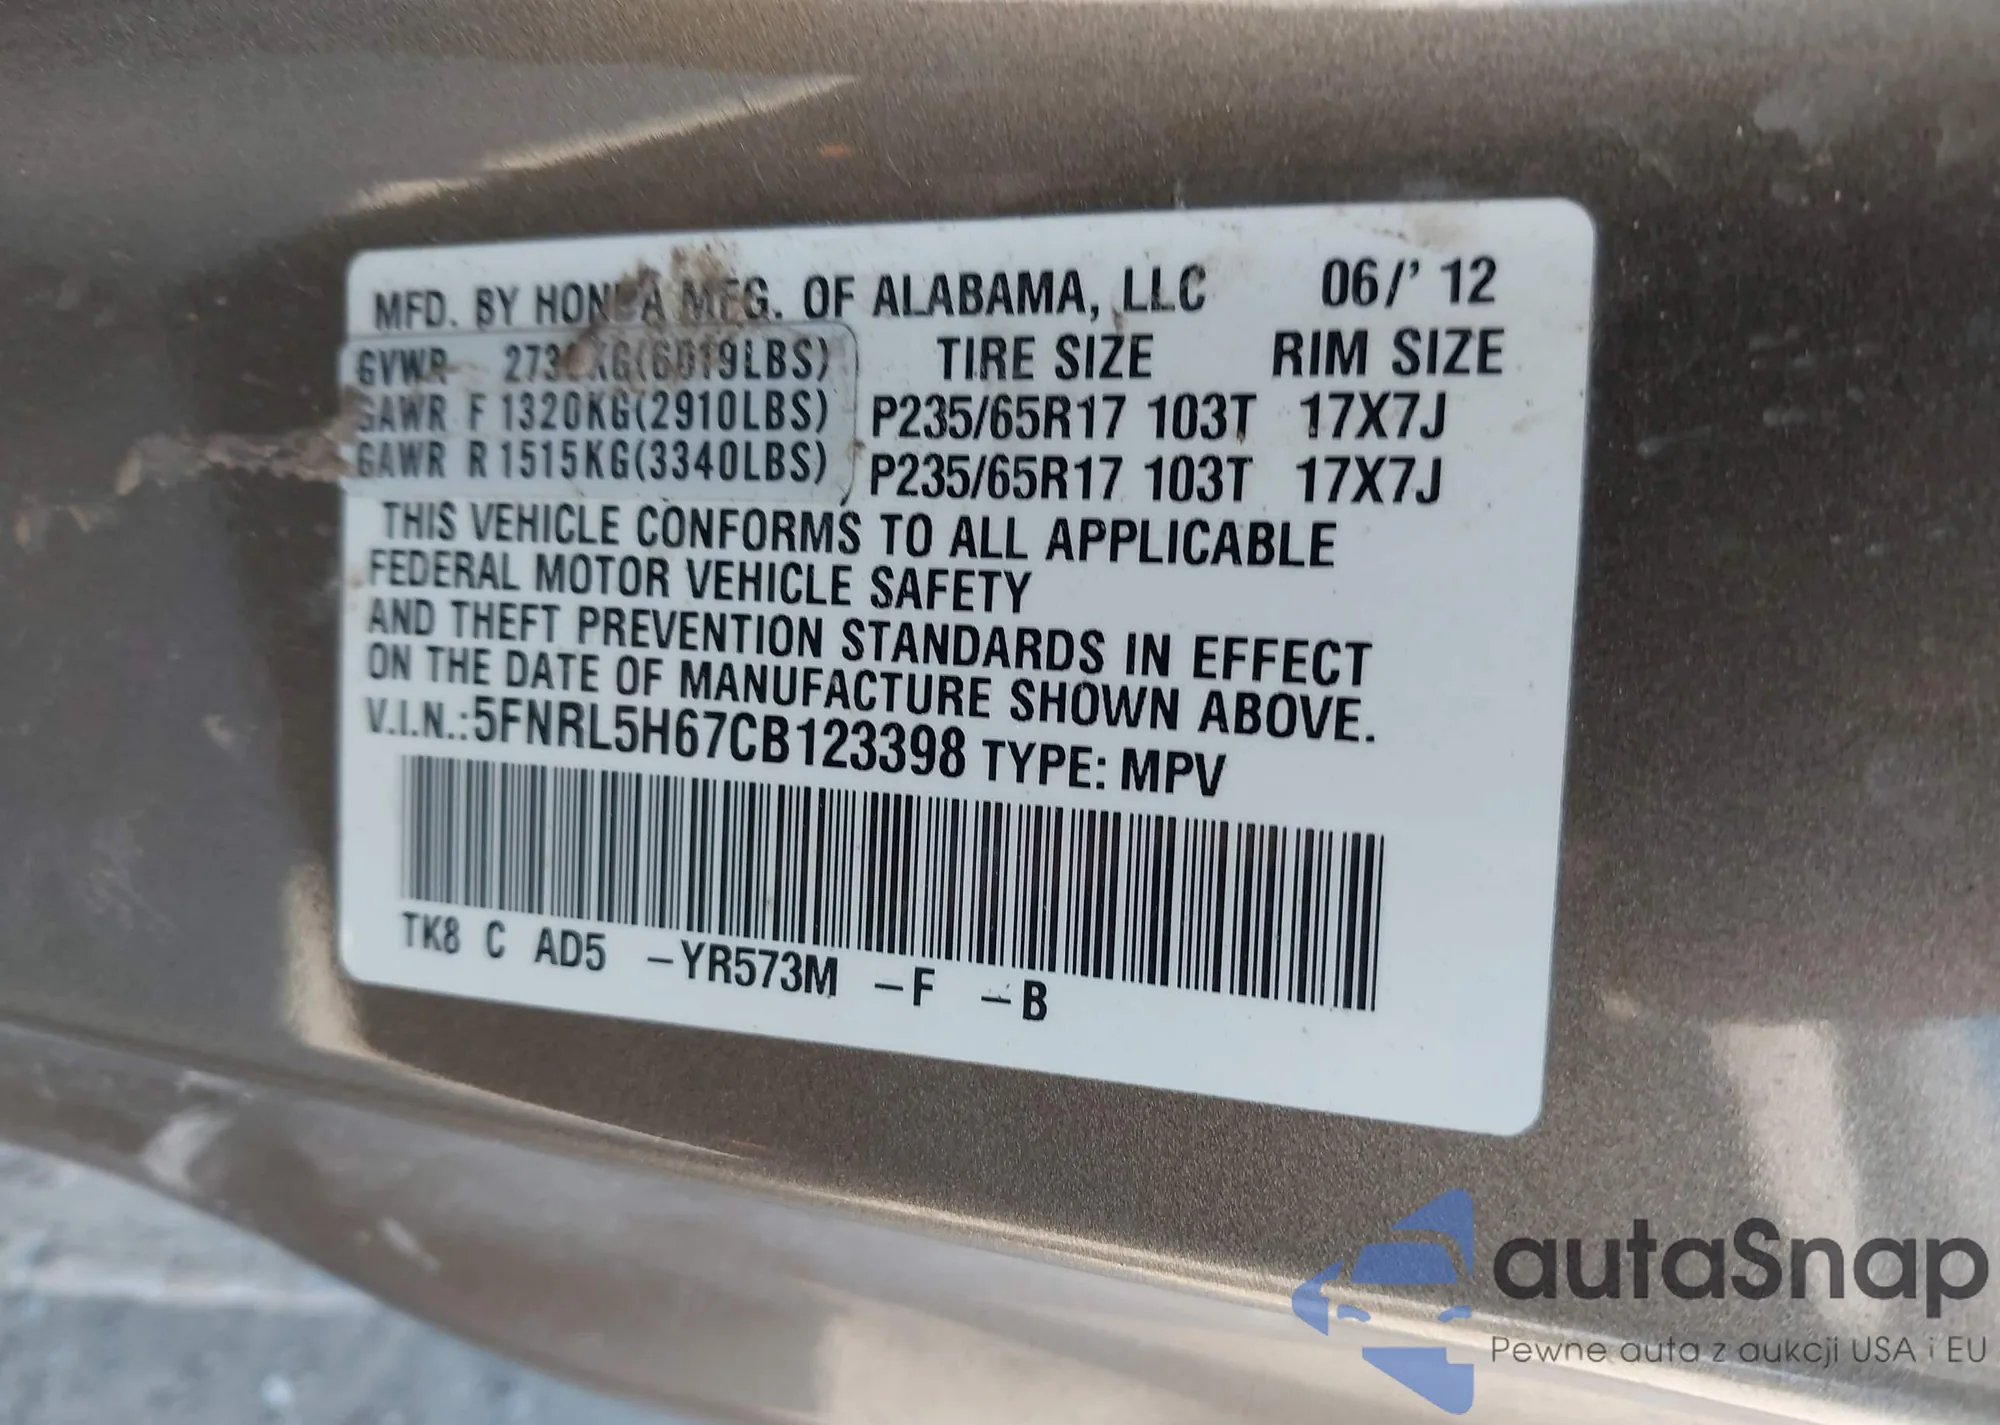 MFD. BY HONDA MFG. OF ALABAMA, LLC 06/' 12
GVWR (6019LBS) TIRE SIZE RIM SIZE
GAWR F 1320KG(2910LBS) P235/65R17 103T 17X7J
GAWR R 1515KG(3340LBS) P235/65R17 103T 17X7J
THIS VEHICLE CONFORMS TO ALL APPLICABLE
FEDERAL MOTOR VEHICLE SAFETY
AND THEFT PREVENTION STANDARDS IN EFFECT
ON THE DATE OF MANUFACTURE SHOWN ABOVE.
V.I.N.:5FNRL5H67CB123398 TYPE: MPV
TK8 C AD5 –YR573M –F –B
autaSnap
Pewne auta z aukcji USA i EU